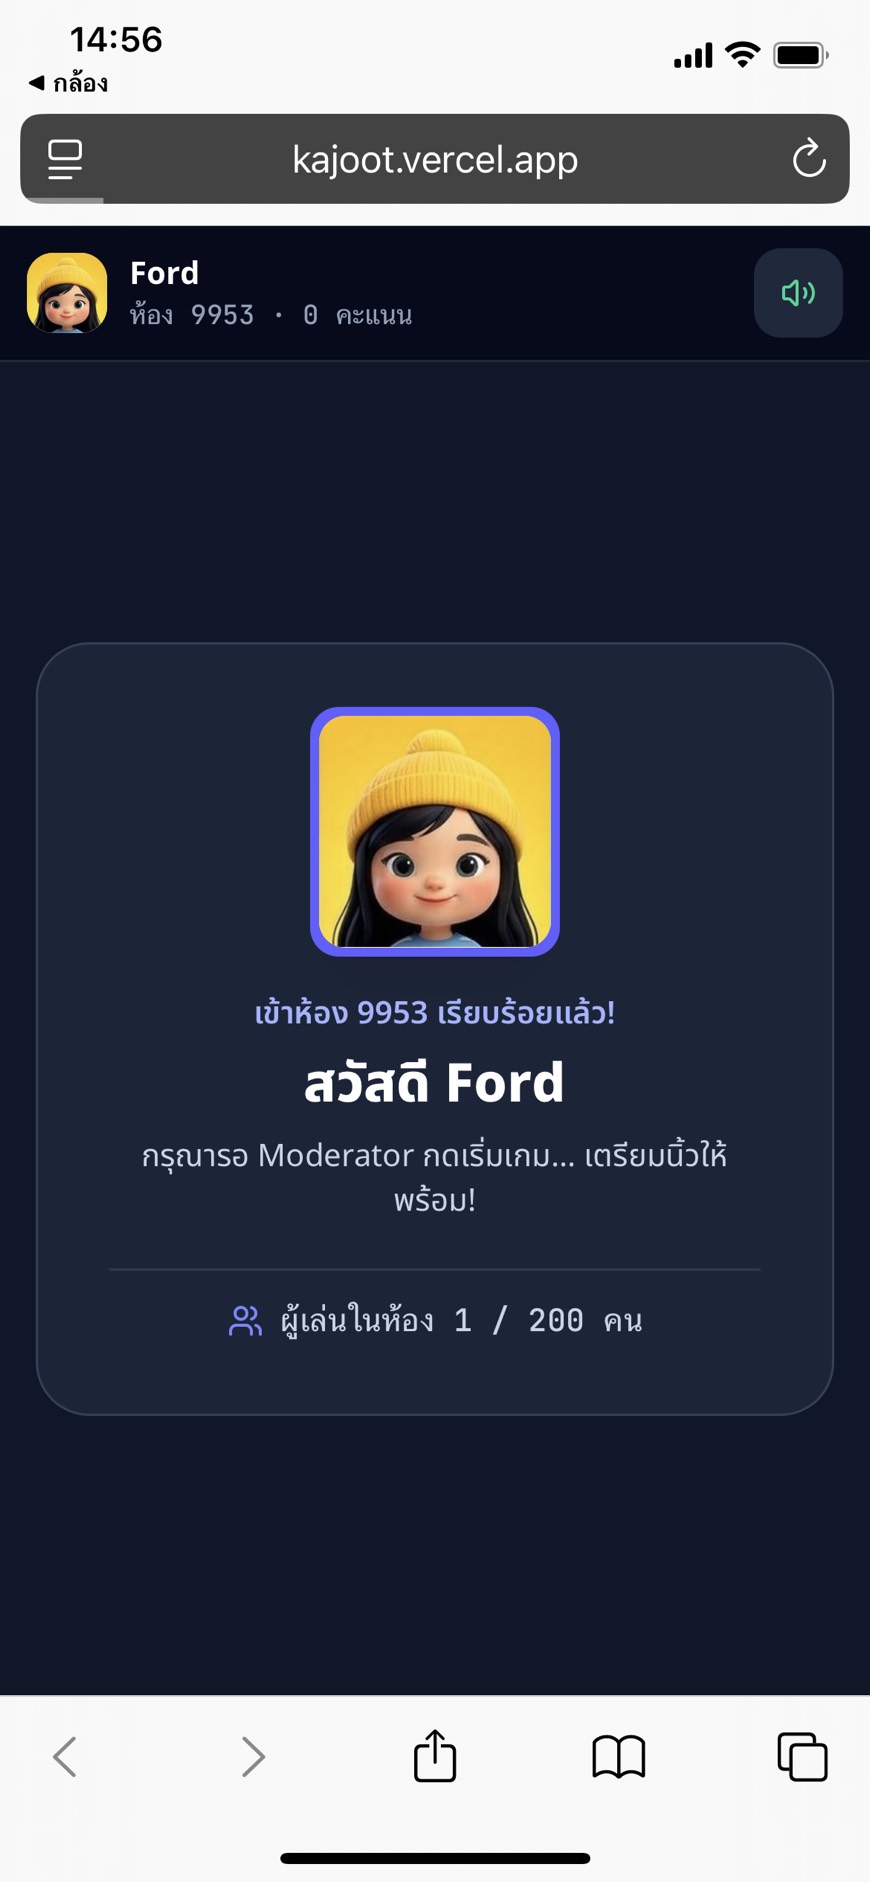 14:56
◀ กล้อง
kajoot.vercel.app
Ford
ห้อง 9953 · 0 คะแนน
เข้าห้อง 9953 เรียบร้อยแล้ว!
สวัสดี Ford
กรุณารอ Moderator กดเริ่มเกม... เตรียมนิ้วให้
พร้อม!
ผู้เล่นในห้อง 1 / 200 คน